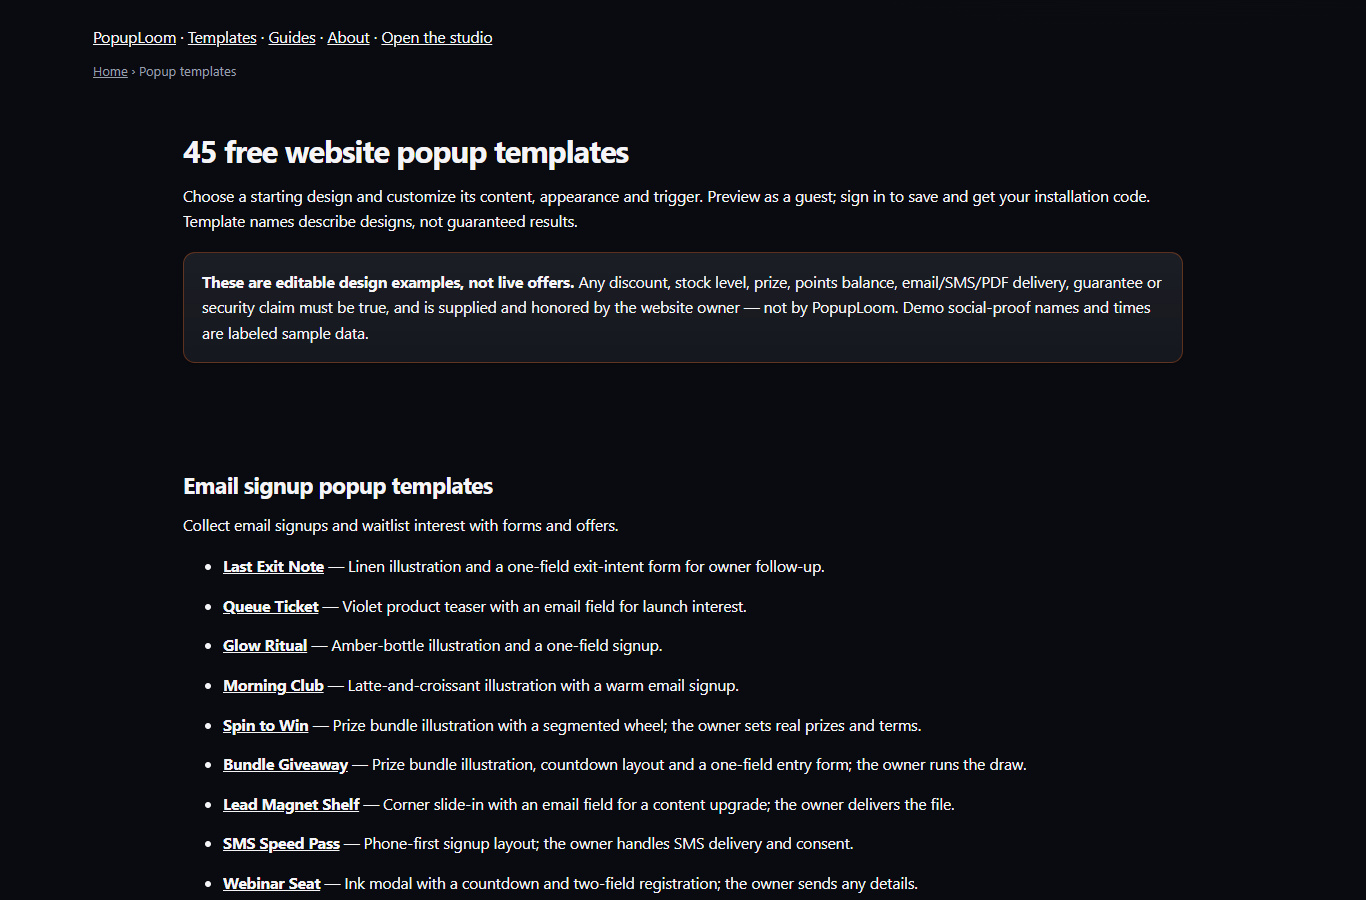 PopupLoom · Templates · Guides · About · Open the studio
Home › Popup templates
45 free website popup templates
Choose a starting design and customize its content, appearance and trigger. Preview as a guest; sign in to save and get your installation code.
Template names describe designs, not guaranteed results.
These are editable design examples, not live offers. Any discount, stock level, prize, points balance, email/SMS/PDF delivery, guarantee or
security claim must be true, and is supplied and honored by the website owner — not by PopupLoom. Demo social-proof names and times
are labeled sample data.
Email signup popup templates
Collect email signups and waitlist interest with forms and offers.
• Last Exit Note — Linen illustration and a one-field exit-intent form for owner follow-up.
• Queue Ticket — Violet product teaser with an email field for launch interest.
• Glow Ritual — Amber-bottle illustration and a one-field signup.
• Morning Club — Latte-and-croissant illustration with a warm email signup.
• Spin to Win — Prize bundle illustration with a segmented wheel; the owner sets real prizes and terms.
• Bundle Giveaway — Prize bundle illustration, countdown layout and a one-field entry form; the owner runs the draw.
• Lead Magnet Shelf — Corner slide-in with an email field for a content upgrade; the owner delivers the file.
• SMS Speed Pass — Phone-first signup layout; the owner handles SMS delivery and consent.
• Webinar Seat — Ink modal with a countdown and two-field registration; the owner sends any details.